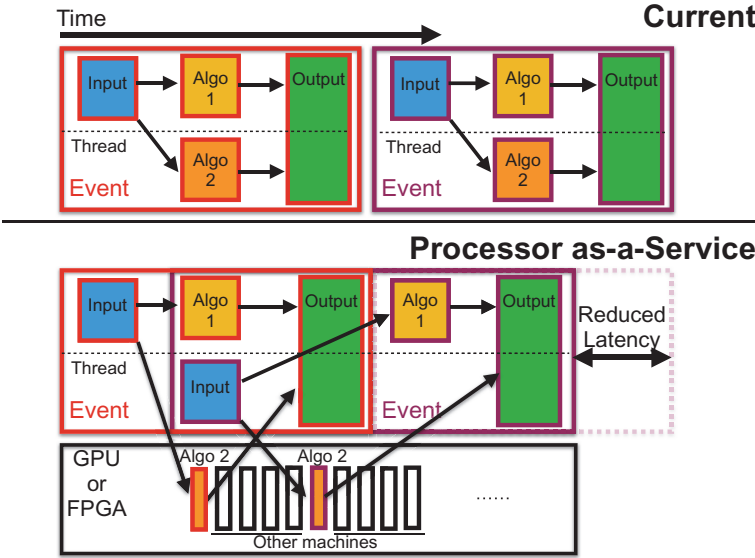 Time
Current
Input
Algo
1
Output
Input
Algo
1
Output
Thread
Algo
2
Event
Thread
Algo
2
Event
Processor as-a-Service
Input
Algo
1
Output
Algo
1
Output
Reduced
Latency
Thread
Input
Event
Event
GPU
or
FPGA
Algo 2
Algo 2
......
Other machines